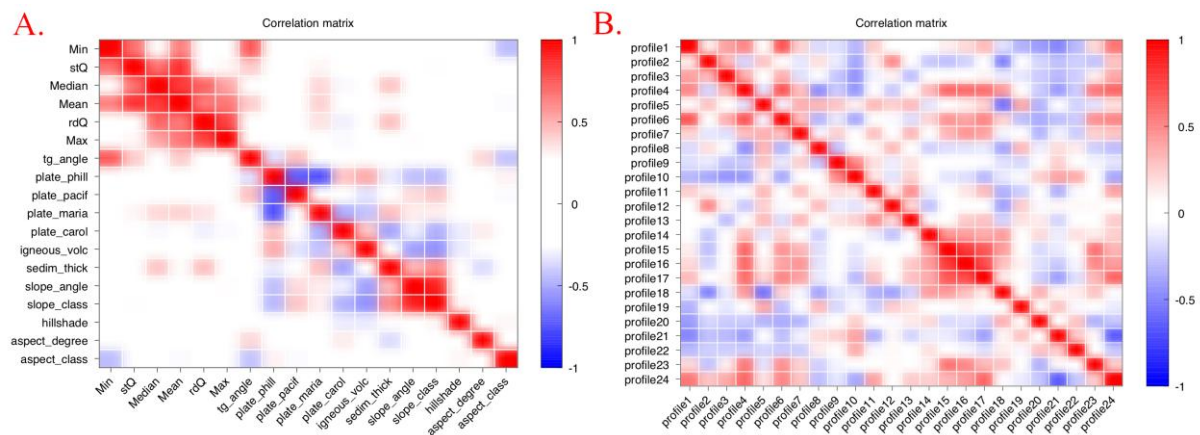 A.
Correlation matrix
Min
stQ
Median
Mean
rdQ
Max
tg_angle
plate_phill
plate_pacif
plate_maria
plate_carol
igneous_volc
sedim_thick
slope_angle
slope_class
hillshade
aspect_degree
aspect_class
Min
stQ
Median
Mean
rdQ
Max
tg_angle
plate_phill
plate_pacif
plate_maria
plate_carol
igneous_volc
sedim_thick
slope_angle
slope_class
hillshade
aspect_degree
aspect_class
1
0.5
0
-0.5
-1
B.
Correlation matrix
profile1
profile2
profile3
profile4
profile5
profile6
profile7
profile8
profile9
profile10
profile11
profile12
profile13
profile14
profile15
profile16
profile17
profile18
profile19
profile20
profile21
profile22
profile23
profile24
profile1
profile2
profile3
profile4
profile5
profile6
profile7
profile8
profile9
profile10
profile11
profile12
profile13
profile14
profile15
profile16
profile17
profile18
profile19
profile20
profile21
profile22
profile23
profile24
1
0.5
0
-0.5
-1